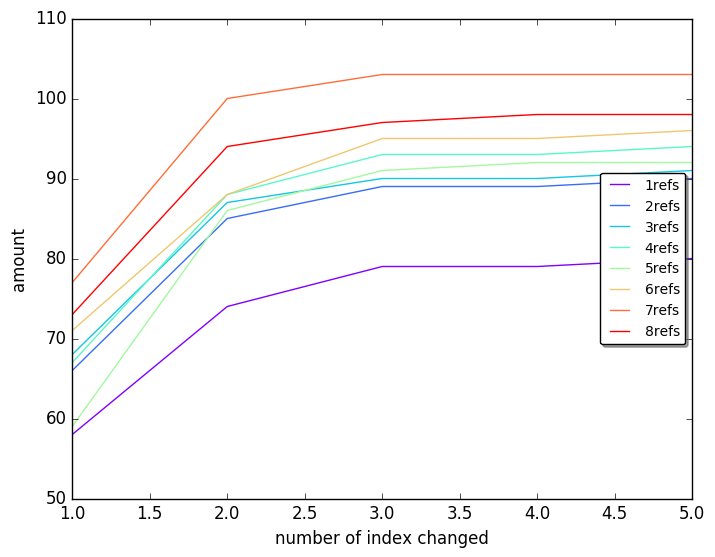 110
100
90
80
70
60
50
amount
1refs
2refs
3refs
4refs
5refs
6refs
7refs
8refs
1.0 1.5 2.0 2.5 3.0 3.5 4.0 4.5 5.0
number of index changed